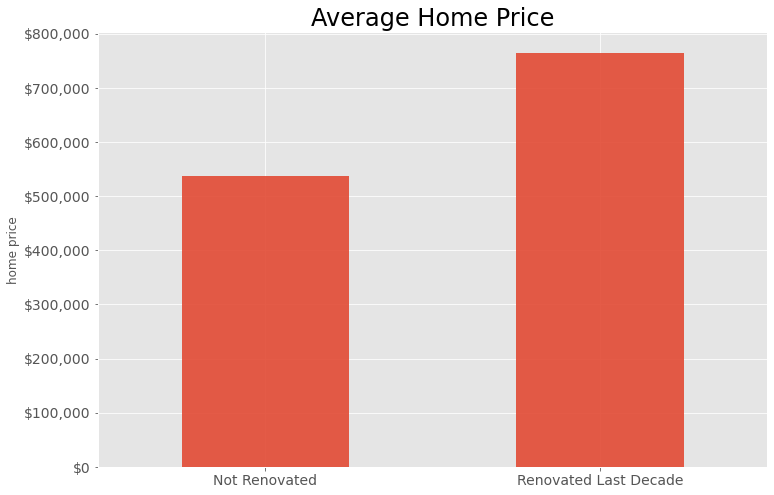 Average Home Price
$800,000
$700,000
$600,000
$500,000
$400,000
$300,000
$200,000
$100,000
$0
home price
Not Renovated
Renovated Last Decade